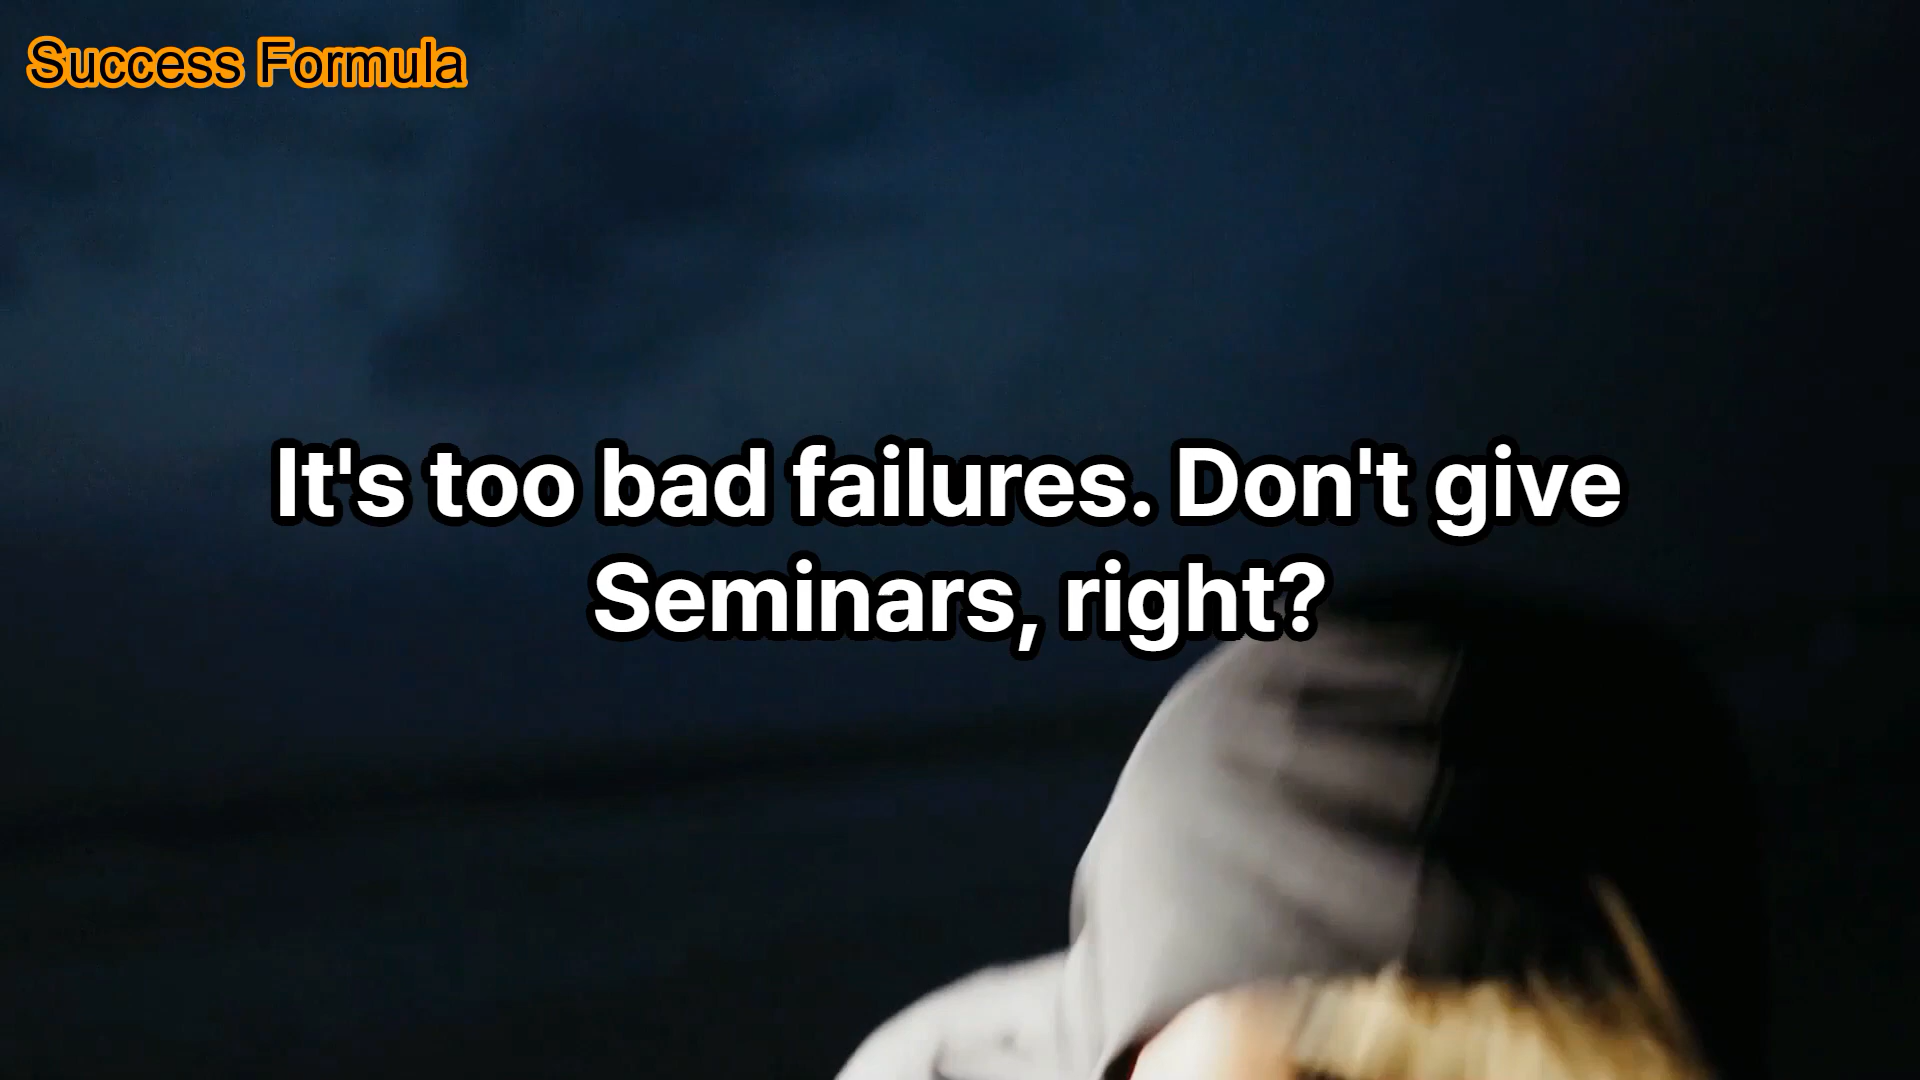 Success Formula
It's too bad failures. Don't give
Seminars, right?